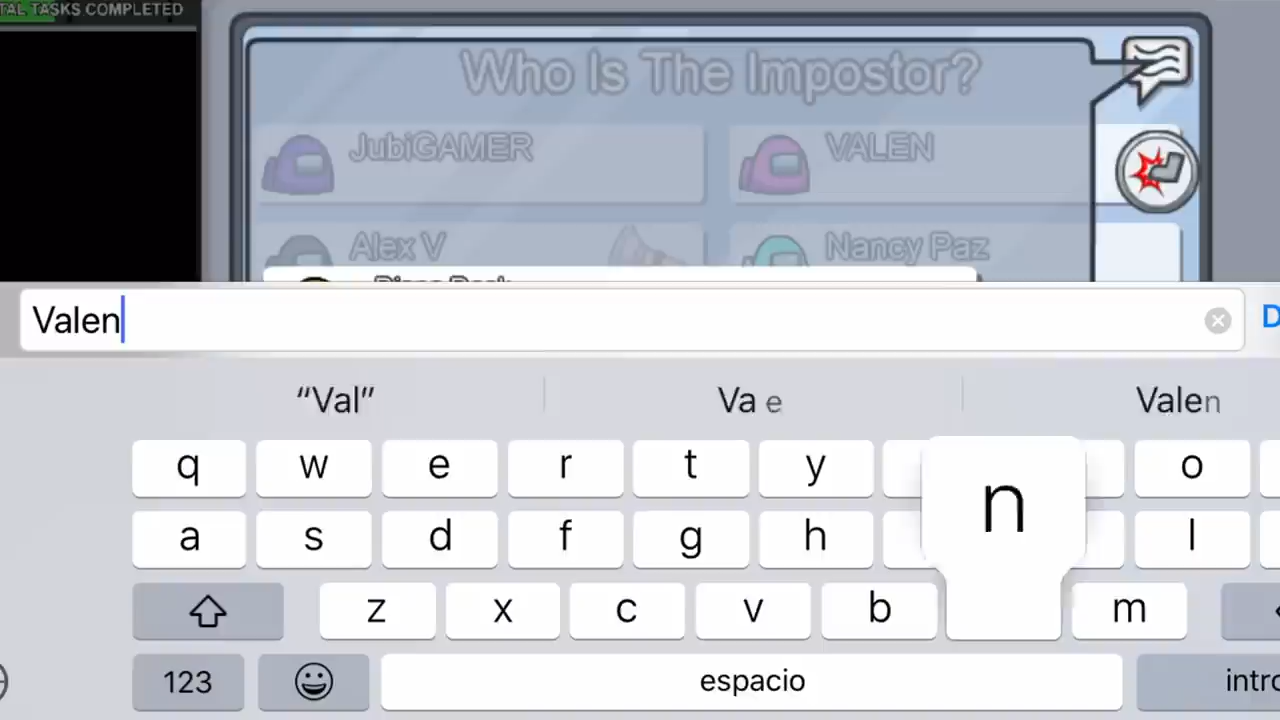 TAL TASKS COMPLETED
Who Is The Impostor?
JubiGAMER VALEN
Alex V Nancy Paz
Valen D
“Val” Va e Valen
q w e r t y o
a s d f g h l
n
z x c v b m
123 espacio intro